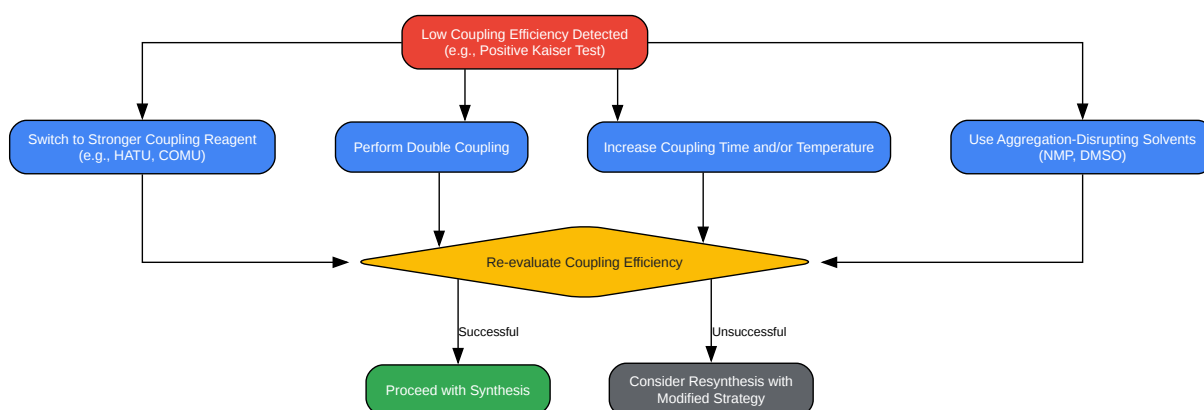 Low Coupling Efficiency Detected
(e.g., Positive Kaiser Test)
Switch to Stronger Coupling Reagent
(e.g., HATU, COMU)
Perform Double Coupling
Increase Coupling Time and/or Temperature
Use Aggregation-Disrupting Solvents
(NMP, DMSO)
Re-evaluate Coupling Efficiency
Successful
Unsuccessful
Proceed with Synthesis
Consider Resynthesis with
Modified Strategy